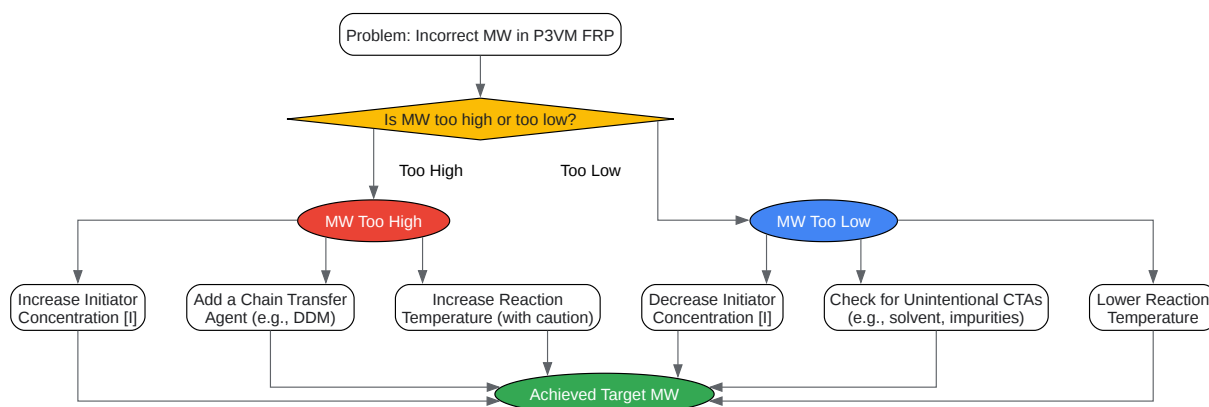 Problem: Incorrect MW in P3VM FRP
Is MW too high or too low?
Too High
Too Low
MW Too High
MW Too Low
Increase Initiator
Concentration [I]
Add a Chain Transfer
Agent (e.g., DDM)
Increase Reaction
Temperature (with caution)
Decrease Initiator
Concentration [I]
Check for Unintentional CTAs
(e.g., solvent, impurities)
Lower Reaction
Temperature
Achieved Target MW